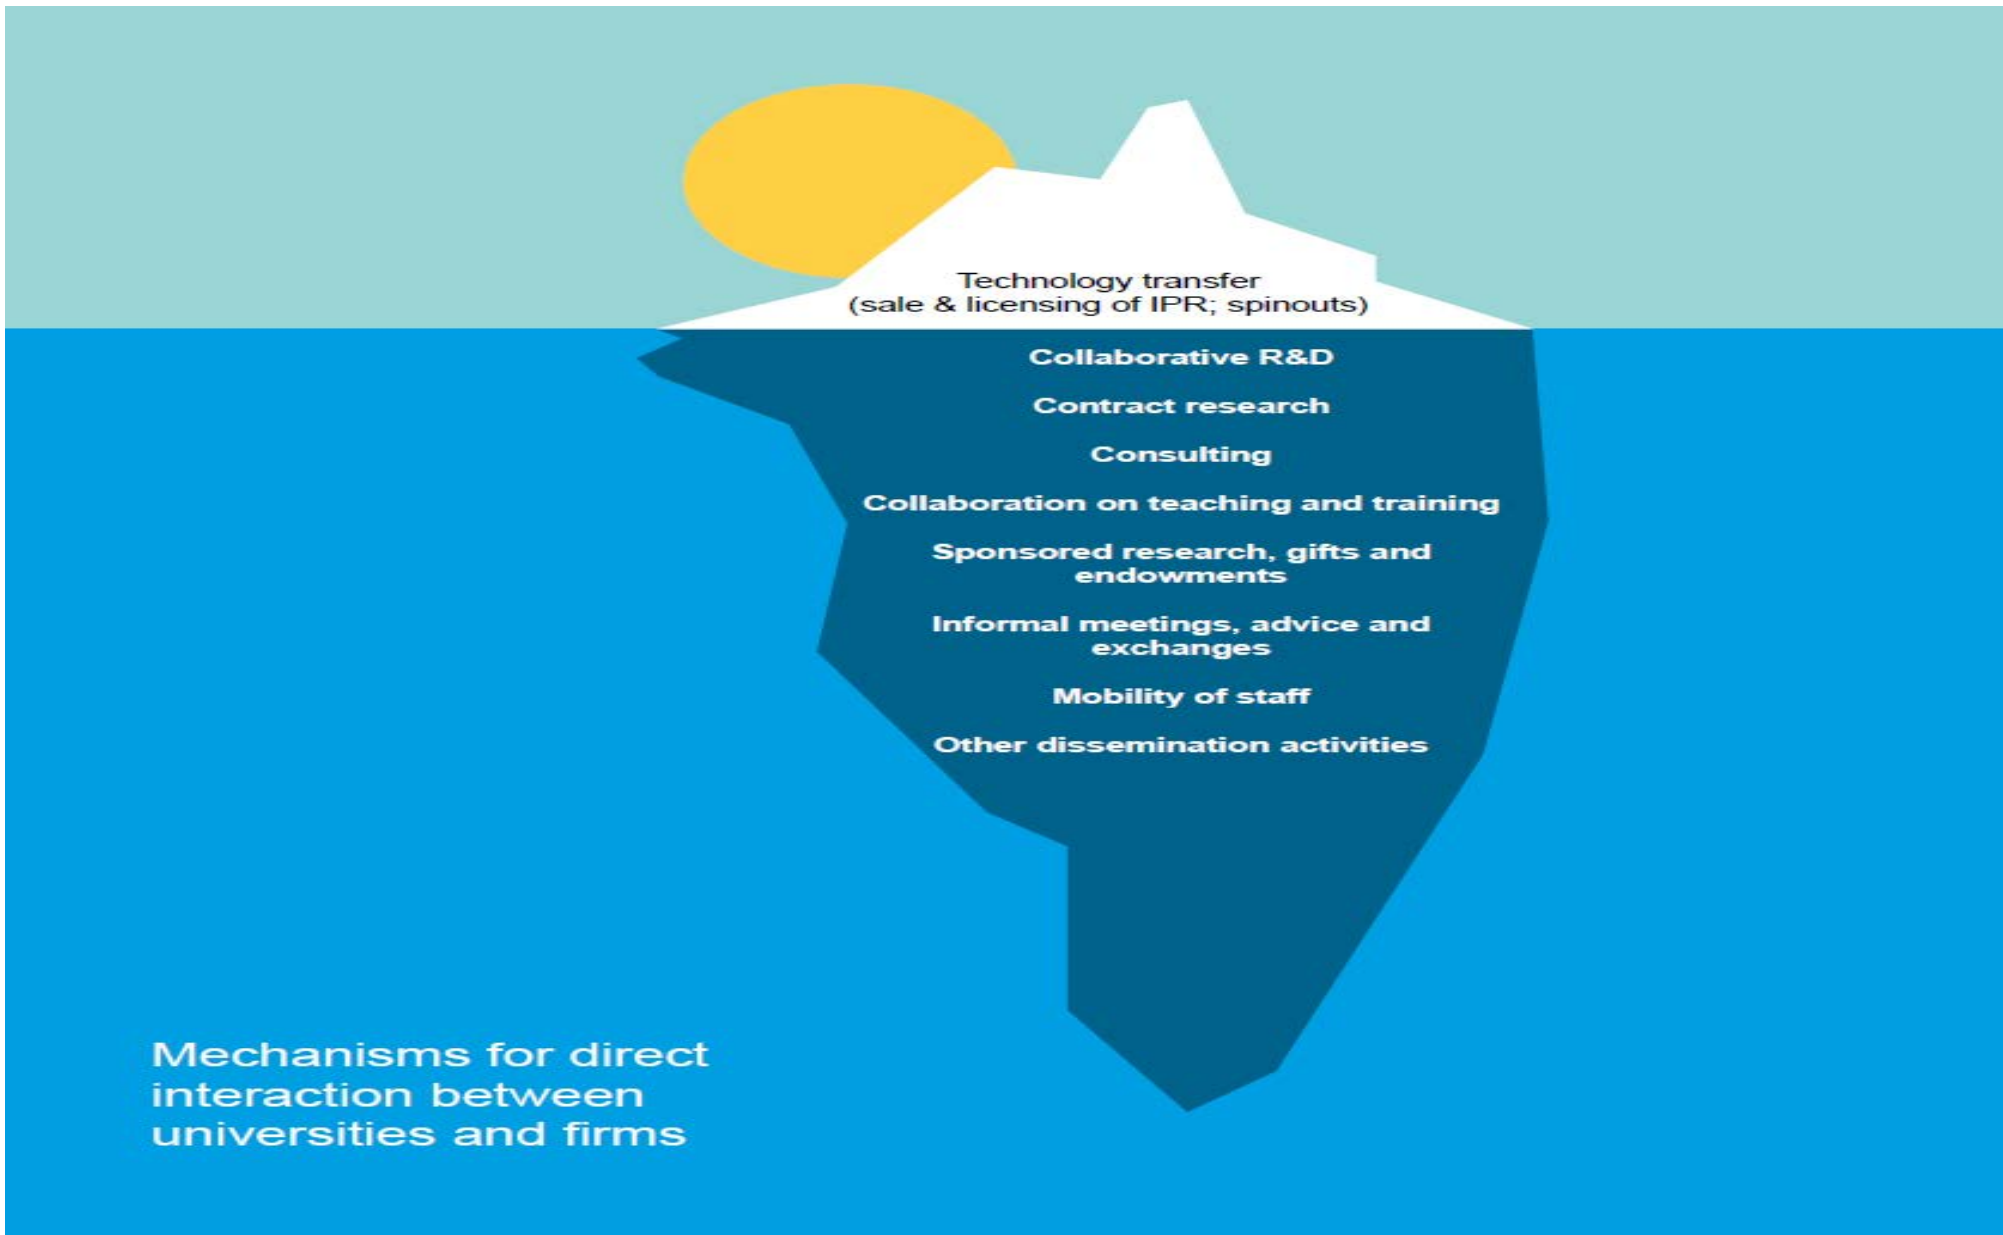 Technology transfer
(sale & licensing of IPR; spinouts)
Collaborative R&D
Contract research
Consulting
Collaboration on teaching and training
Sponsored research, gifts and
endowments
Informal meetings, advice and
exchanges
Mobility of staff
Other dissemination activities
Mechanisms for direct
interaction between
universities and firms